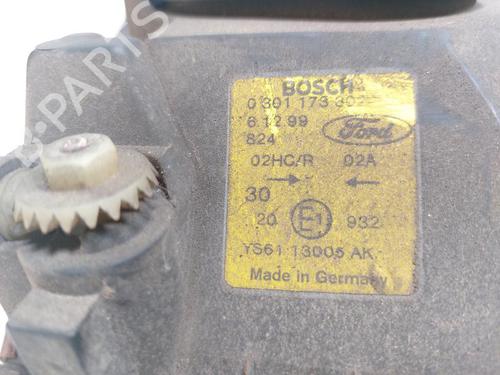 BOSCH
0 301 173 302
6.12.99
824
Ford
02HC/R 02A
30
20 E1 932
YS61 13005 AK
Made in Germany
B-PARTS